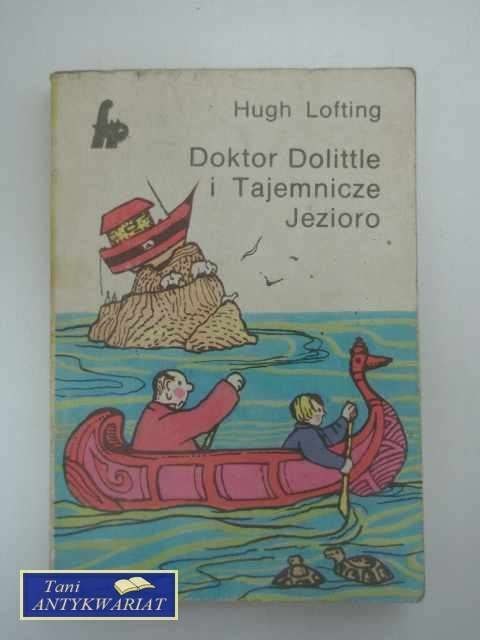 Hugh Lofting
Doktor Dolittle
i Tajemnicze
Jezioro
Tani
ANTYKWARIAT